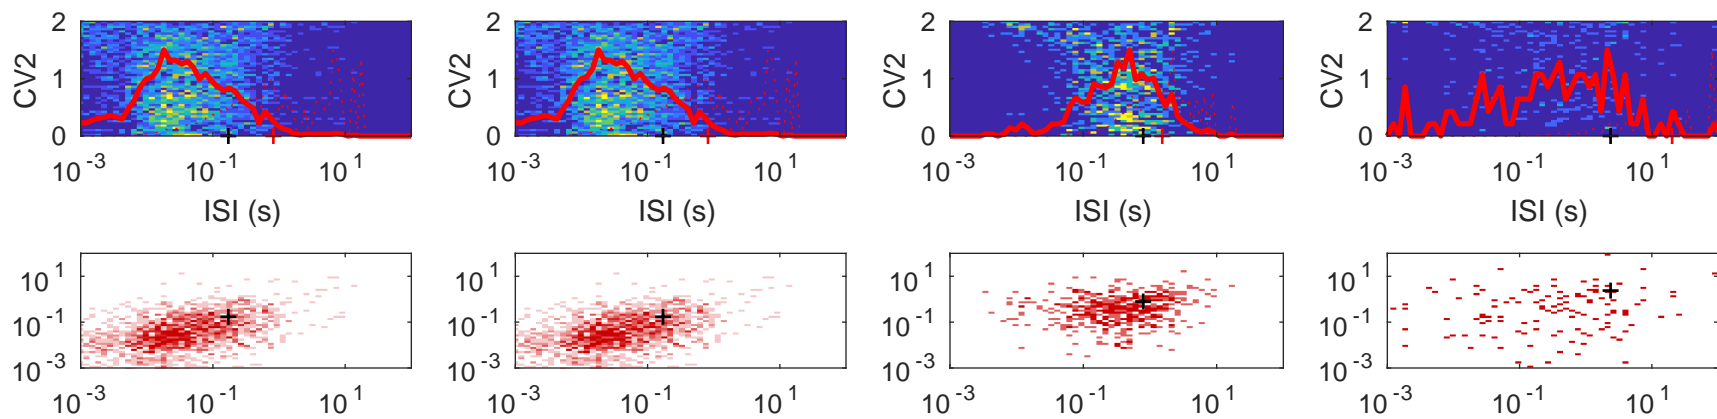 2 2 2 2
CV2 CV2 CV2 CV2
1 1 1 1
0 0 0 0
10^-3 10^-1 10^1 10^-3 10^-1 10^1 10^-3 10^-1 10^1 10^-3 10^-1 10^1
ISI (s) ISI (s) ISI (s) ISI (s)
10^1 10^1 10^1 10^1
10^-1 10^-1 10^-1 10^-1
10^-3 10^-3 10^-3 10^-3
10^-3 10^-1 10^1 10^-3 10^-1 10^1 10^-3 10^-1 10^1 10^-3 10^-1 10^1